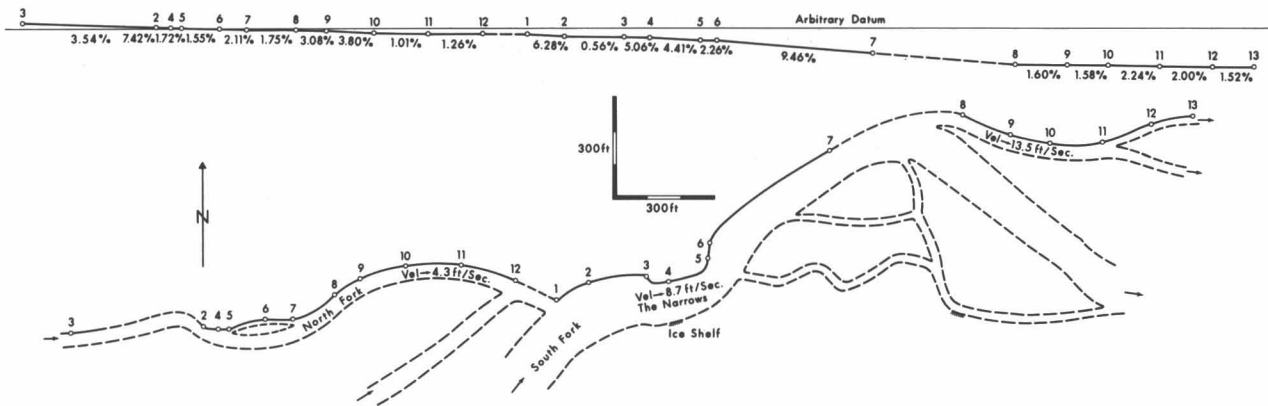 Arbitrary Datum
3 2 4 5 6 7 8 9 10 11 12 1 2 3 4 5 6 7 8 9 10 11 12 13
3.54% 7.42% 1.72% 1.55% 2.11% 1.75% 3.08% 3.80% 1.01% 1.26% 6.28% 0.56% 5.06% 4.41% 2.26% 9.46% 1.60% 1.58% 2.24% 2.00% 1.52%
300ft
300ft
N
3 2 4 5 6 7 8 9 10 11 12
North Fork
Vel→4.3 ft/Sec.
1 2 3 4 5 6 7
Vel→8.7 ft/Sec.
The Narrows
Ice Shelf
South Fork
8 9 10 11 12 13
Vel→13.5 ft/Sec.